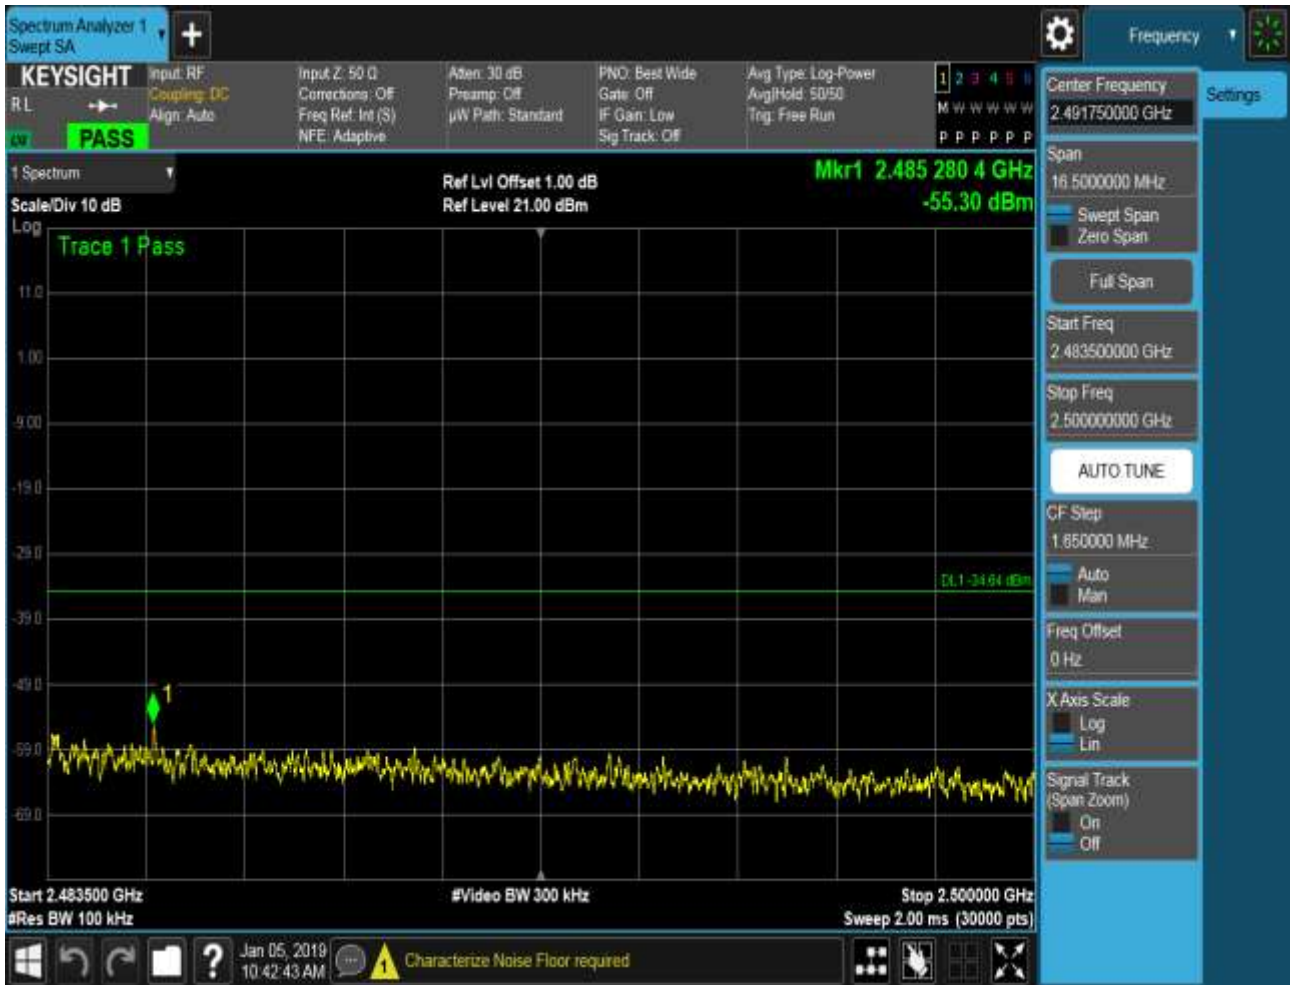 Spectrum Analyzer 1
Swept SA
+
Frequency
KEYSIGHT
R L
PASS
Input: RF
Coupling: DC
Align: Auto
Input Z: 50 Ω
Corrections: Off
Freq Ref: Int (S)
NFE: Adaptive
Atten: 30 dB
Preamp: Off
µW Path: Standard
PNO: Best Wide
Gate: Off
IF Gain: Low
Sig Track: Off
Avg Type: Log-Power
Avg|Hold: 50/50
Trig: Free Run
1 2 3 4 5 6
M W W W W W
P P P P P P
1 Spectrum
Scale/Div 10 dB
Log
Ref Lvl Offset 1.00 dB
Ref Level 21.00 dBm
Mkr1 2.485 280 4 GHz
-55.30 dBm
Trace 1 Pass
11.0
1.00
-9.00
-19.0
-29.0
DL1 -34.64 dBm
-39.0
-49.0
1
-59.0
-69.0
Start 2.483500 GHz
#Res BW 100 kHz
#Video BW 300 kHz
Stop 2.500000 GHz
Sweep 2.00 ms (30000 pts)
Center Frequency
2.491750000 GHz
Settings
Span
16.5000000 MHz
Swept Span
Zero Span
Full Span
Start Freq
2.483500000 GHz
Stop Freq
2.500000000 GHz
AUTO TUNE
CF Step
1.650000 MHz
Auto
Man
Freq Offset
0 Hz
X Axis Scale
Log
Lin
Signal Track
(Span Zoom)
On
Off
?
Jan 05, 2019
10:42:43 AM
1
Characterize Noise Floor required